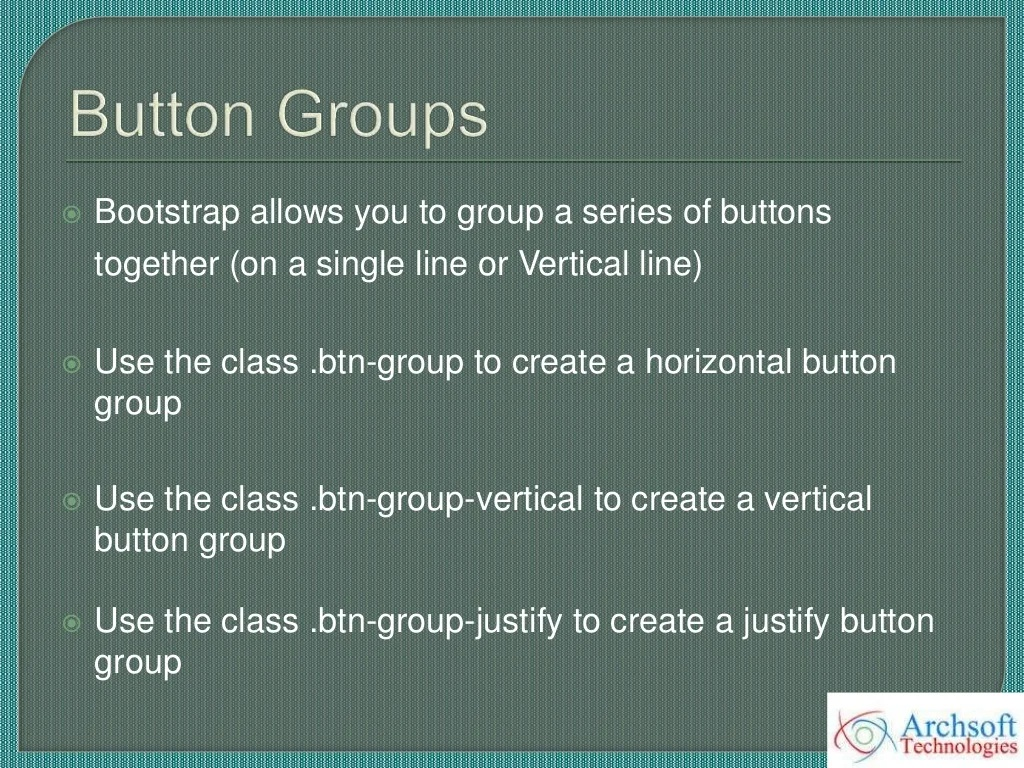 Button Groups
Bootstrap allows you to group a series of buttons
together (on a single line or Vertical line)
Use the class .btn-group to create a horizontal button
group
Use the class .btn-group-vertical to create a vertical
button group
Use the class .btn-group-justify to create a justify button
group
Archsoft
Technologies